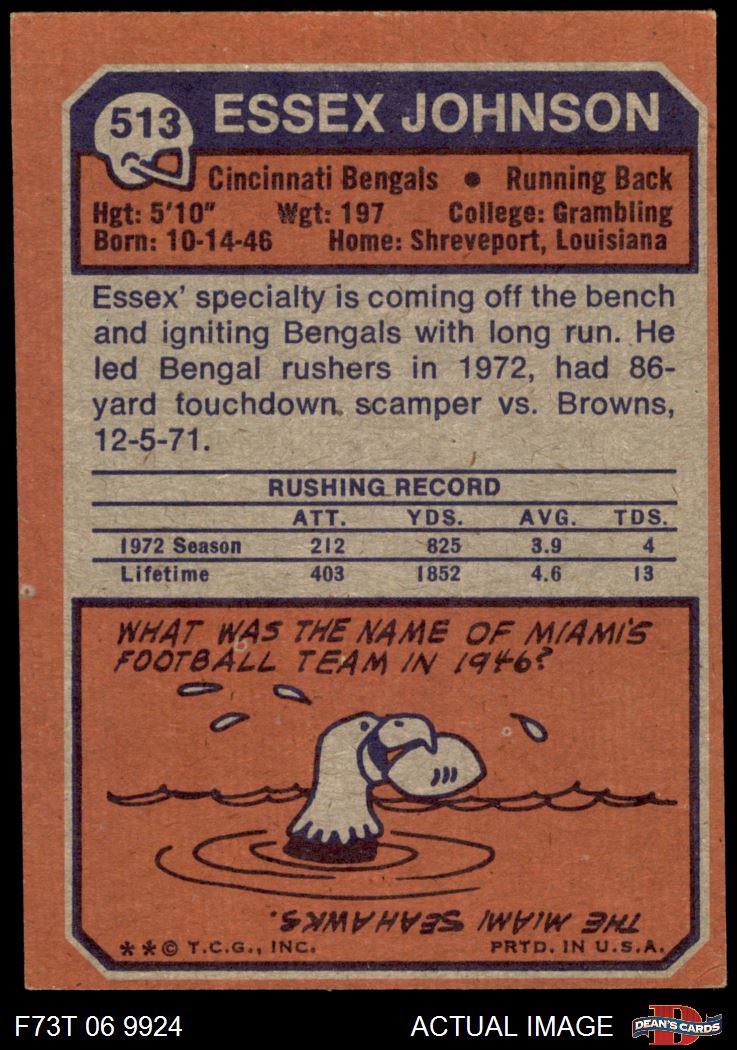 513
ESSEX JOHNSON
Cincinnati Bengals ● Running Back
Hgt: 5'10" Wgt: 197 College: Grambling
Born: 10-14-46 Home: Shreveport, Louisiana
Essex' specialty is coming off the bench
and igniting Bengals with long run. He
led Bengal rushers in 1972, had 86-
yard touchdown scamper vs. Browns,
12-5-71.
RUSHING RECORD
ATT. YDS. AVG. TDS.
1972 Season 212 825 3.9 4
Lifetime 403 1852 4.6 13
WHAT WAS THE NAME OF MIAMI'S
FOOTBALL TEAM IN 1946?
THE MIAMI SEAHAWKS.
**© T.C.G., INC. PRTD. IN U.S.A.
F73T 06 9924 ACTUAL IMAGE
DEAN'S CARDS